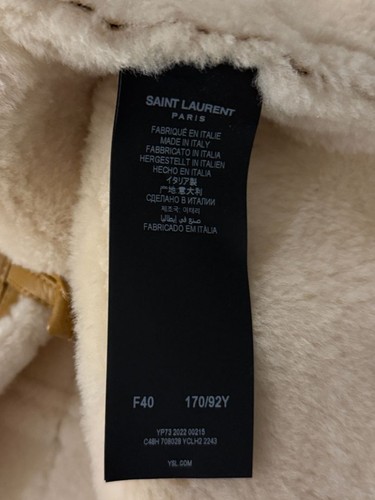 SAINT LAURENT
PARIS
FABRIQUÉ EN ITALIE
MADE IN ITALY
FABBRICATO IN ITALIA
HERGESTELLT IN ITALIEN
HECHO EN ITALIA
イタリア製
产地:意大利
СДЕЛАНО В ИТАЛИИ
제조국: 이태리
صنع في إيطاليا
FABRICADO EM ITÁLIA
F40 170/92Y
YP73 2022 00215
C48H 708028 YCLH2 2243
YSL.COM